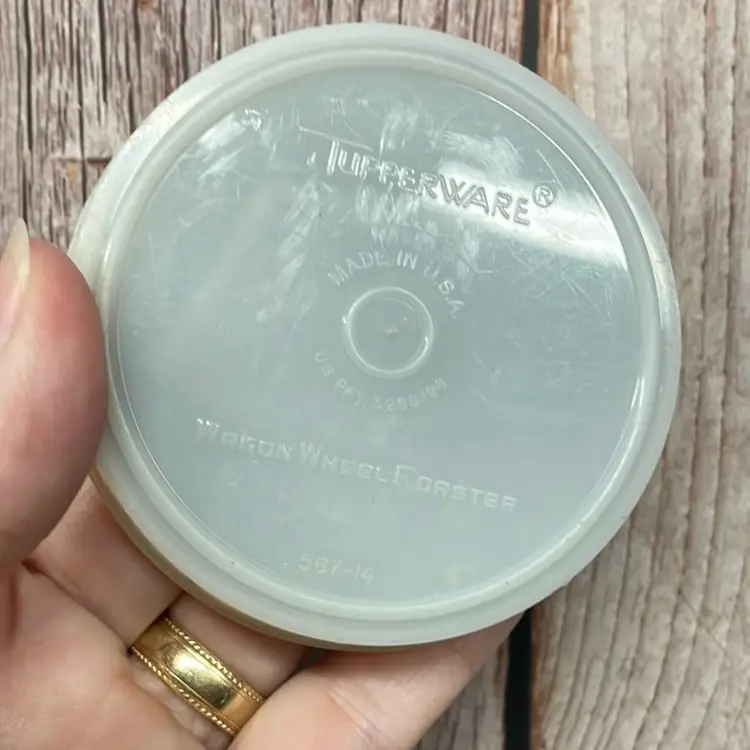 TUPPERWARE®
MADE IN U.S.A.
U.S. PAT.
WAGON WHEEL COASTER
567-14